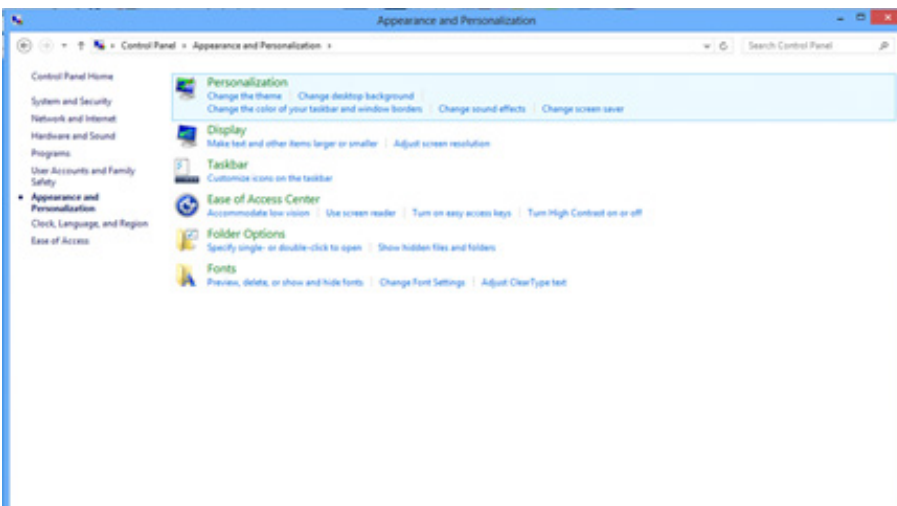 Appearance and Personalization
Control Panel Appearance and Personalization
Search Control Panel
Control Panel Home
System and Security
Network and Internet
Hardware and Sound
Programs
User Accounts and Family
Safety
Appearance and
Personalization
Clock, Language, and Region
Ease of Access
Personalization
Change the theme Change desktop background
Change the color of your taskbar and window borders Change sound effects Change screen saver
Display
Make text and other items larger or smaller Adjust screen resolution
Taskbar
Customize icons on the taskbar
Ease of Access Center
Accommodate low vision Use screen reader Turn on easy access keys Turn High Contrast on or off
Folder Options
Specify single- or double-click to open Show hidden files and folders
Fonts
Preview, delete, or show and hide fonts Change Font Settings Adjust ClearType text